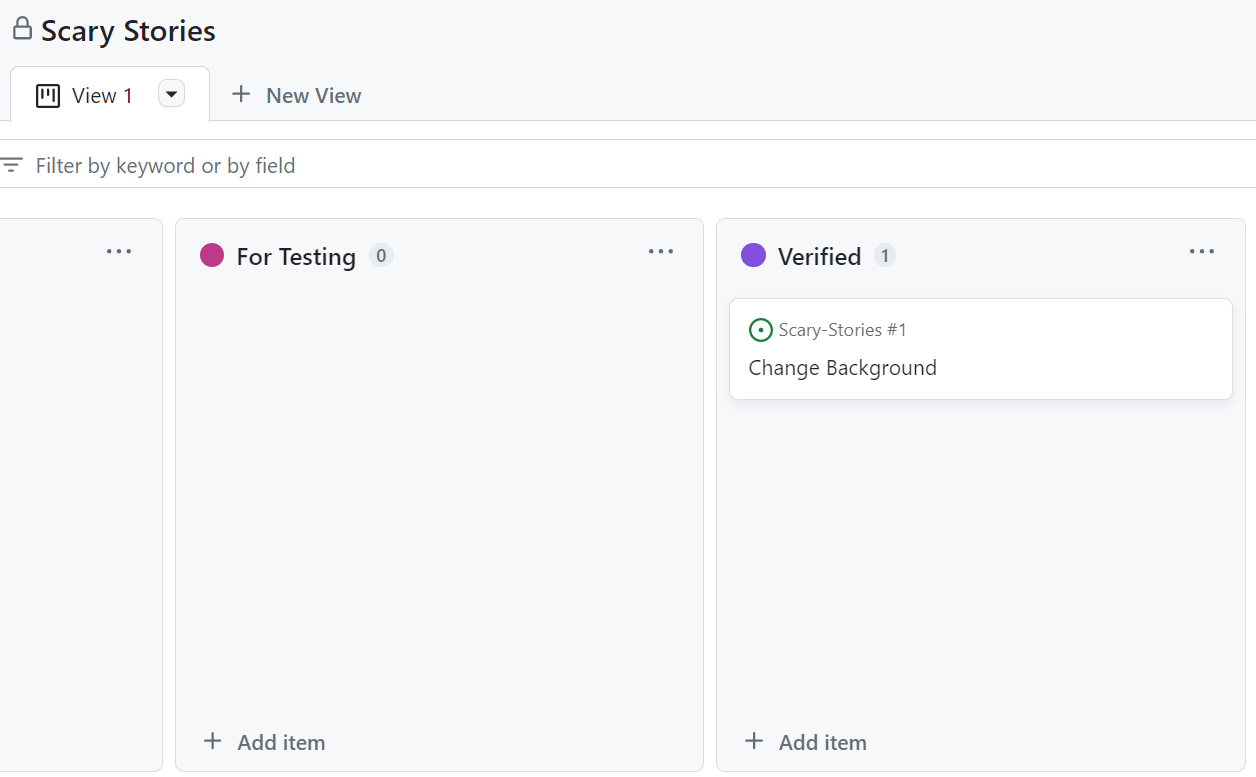 Scary Stories
View 1
New View
Filter by keyword or by field
For Testing 0
Verified 1
Scary-Stories #1
Change Background
Add item
Add item